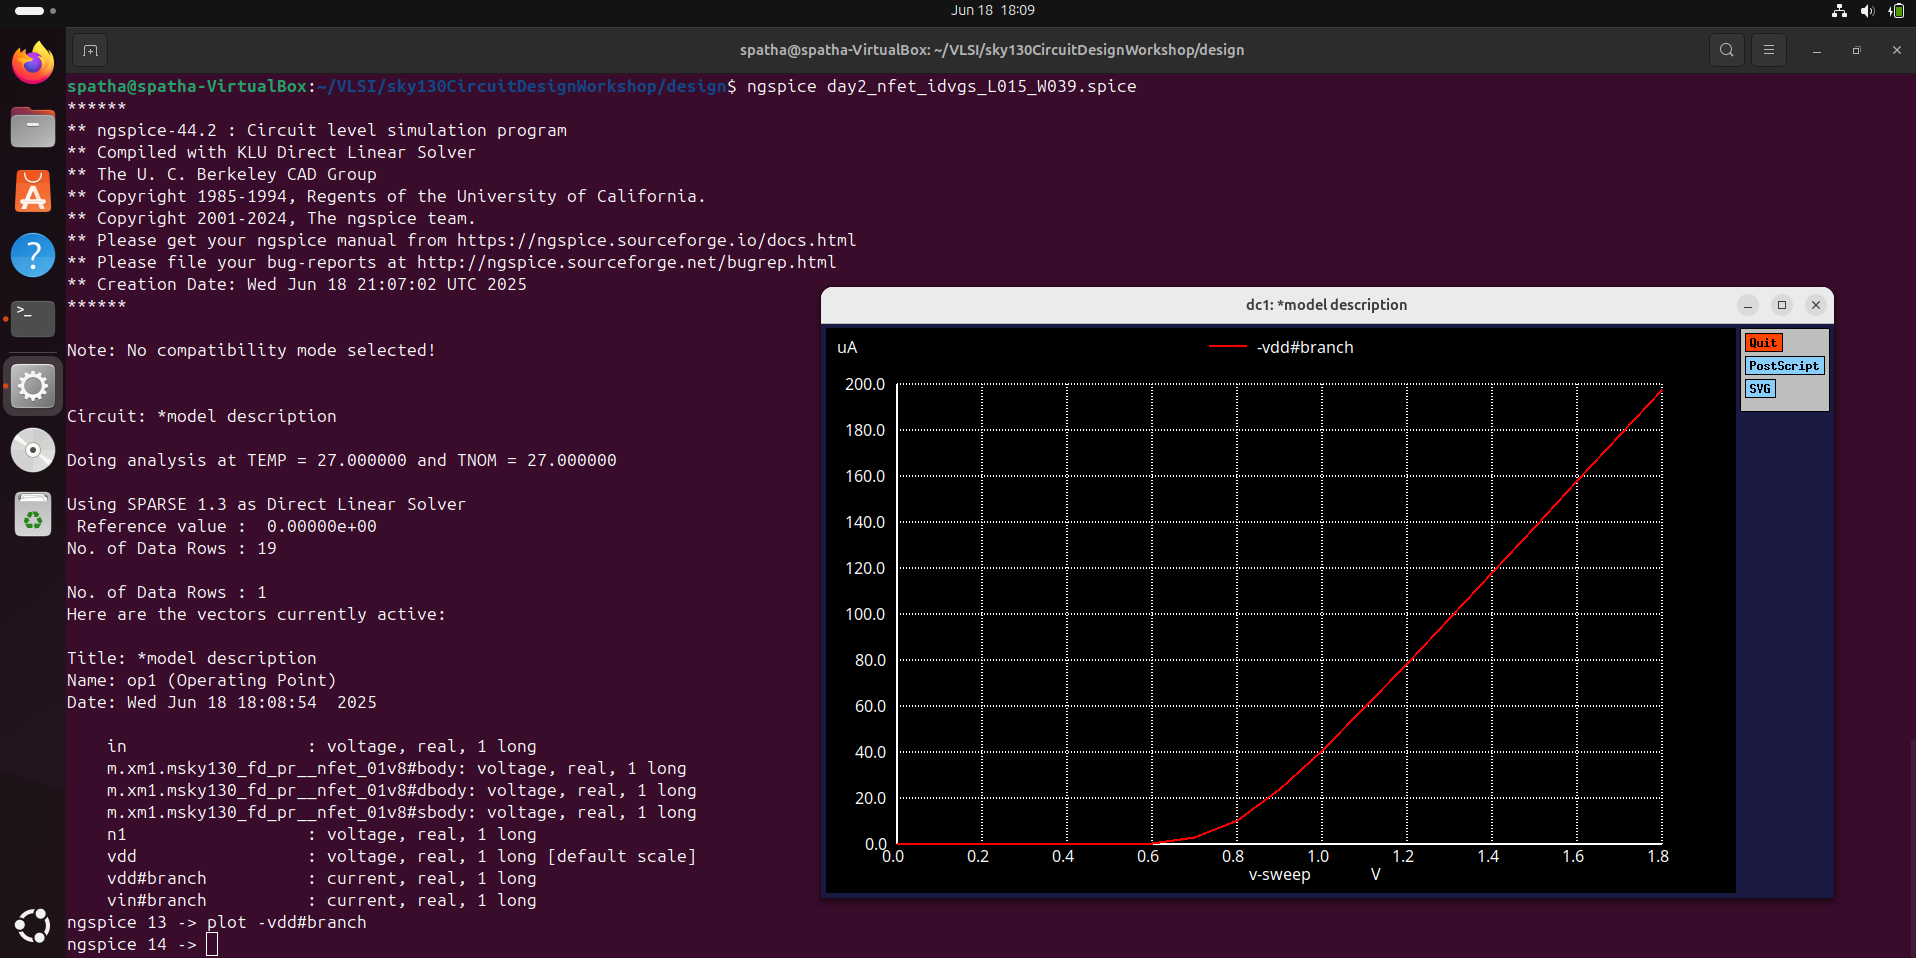 Jun 18 18:09
spatha@spatha-VirtualBox: ~/VLSI/sky130CircuitDesignWorkshop/design
spatha@spatha-VirtualBox:~/VLSI/sky130CircuitDesignWorkshop/design$ ngspice day2_nfet_idvgs_L015_W039.spice
******
** ngspice-44.2 : Circuit level simulation program
** Compiled with KLU Direct Linear Solver
** The U. C. Berkeley CAD Group
** Copyright 1985-1994, Regents of the University of California.
** Copyright 2001-2024, The ngspice team.
** Please get your ngspice manual from https://ngspice.sourceforge.io/docs.html
** Please file your bug-reports at http://ngspice.sourceforge.net/bugrep.html
** Creation Date: Wed Jun 18 21:07:02 UTC 2025
******
Note: No compatibility mode selected!
Circuit: *model description
Doing analysis at TEMP = 27.000000 and TNOM = 27.000000
Using SPARSE 1.3 as Direct Linear Solver
Reference value :  0.00000e+00
No. of Data Rows : 19
No. of Data Rows : 1
Here are the vectors currently active:
Title: *model description
Name: op1 (Operating Point)
Date: Wed Jun 18 18:08:54  2025
in : voltage, real, 1 long
m.xm1.msky130_fd_pr__nfet_01v8#body: voltage, real, 1 long
m.xm1.msky130_fd_pr__nfet_01v8#dbody: voltage, real, 1 long
m.xm1.msky130_fd_pr__nfet_01v8#sbody: voltage, real, 1 long
n1 : voltage, real, 1 long
vdd : voltage, real, 1 long [default scale]
vdd#branch : current, real, 1 long
vin#branch : current, real, 1 long
ngspice 13 -> plot -vdd#branch
ngspice 14 ->
dc1: *model description
uA
-vdd#branch
Quit
PostScript
SVG
200.0
180.0
160.0
140.0
120.0
100.0
80.0
60.0
40.0
20.0
0.0
0.0 0.2 0.4 0.6 0.8 1.0 1.2 1.4 1.6 1.8
v-sweep V